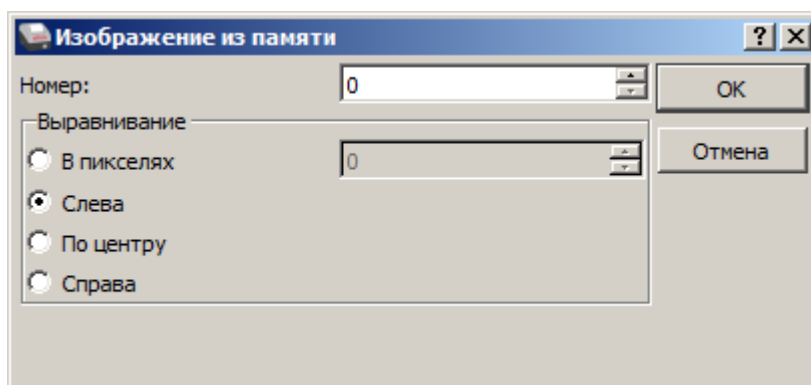 Изображение из памяти
Номер: 0 OK
Выравнивание
В пикселях 0 Отмена
Слева
По центру
Справа